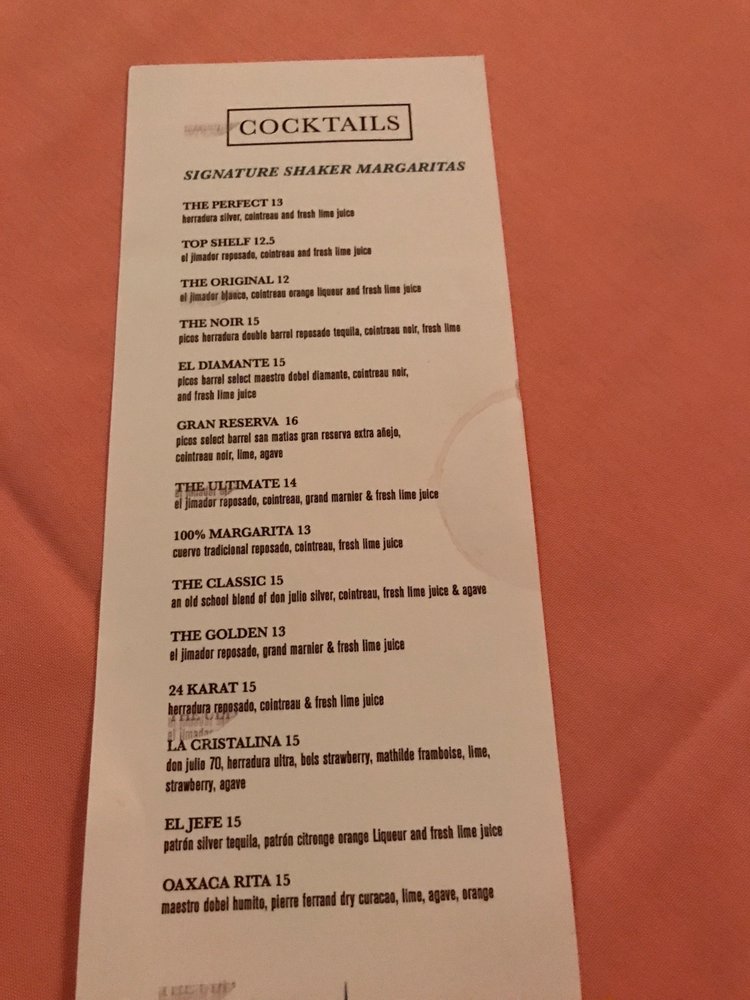 COCKTAILS
SIGNATURE SHAKER MARGARITAS
THE PERFECT 13
herradura silver, cointreau and fresh lime juice
TOP SHELF 12.5
el jimador reposado, cointreau and fresh lime juice
THE ORIGINAL 12
el jimador blanco, cointreau orange liqueur and fresh lime juice
THE NOIR 15
picos herradura double barrel reposado tequila, cointreau noir, fresh lime
EL DIAMANTE 15
picos barrel select maestro dobel diamante, cointreau noir,
and fresh lime juice
GRAN RESERVA 16
picos select barrel san matias gran reserva extra añejo,
cointreau noir, lime, agave
THE ULTIMATE 14
el jimador reposado, cointreau, grand marnier & fresh lime juice
100% MARGARITA 13
cuervo tradicional reposado, cointreau, fresh lime juice
THE CLASSIC 15
an old school blend of don julio silver, cointreau, fresh lime juice & agave
THE GOLDEN 13
el jimador reposado, grand marnier & fresh lime juice
24 KARAT 15
herradura reposado, cointreau & fresh lime juice
LA CRISTALINA 15
don julio 70, herradura ultra, bols strawberry, mathilde framboise, lime,
strawberry, agave
EL JEFE 15
patrón silver tequila, patrón citronge orange Liqueur and fresh lime juice
OAXACA RITA 15
maestro dobel humito, pierre ferrand dry curacao, lime, agave, orange